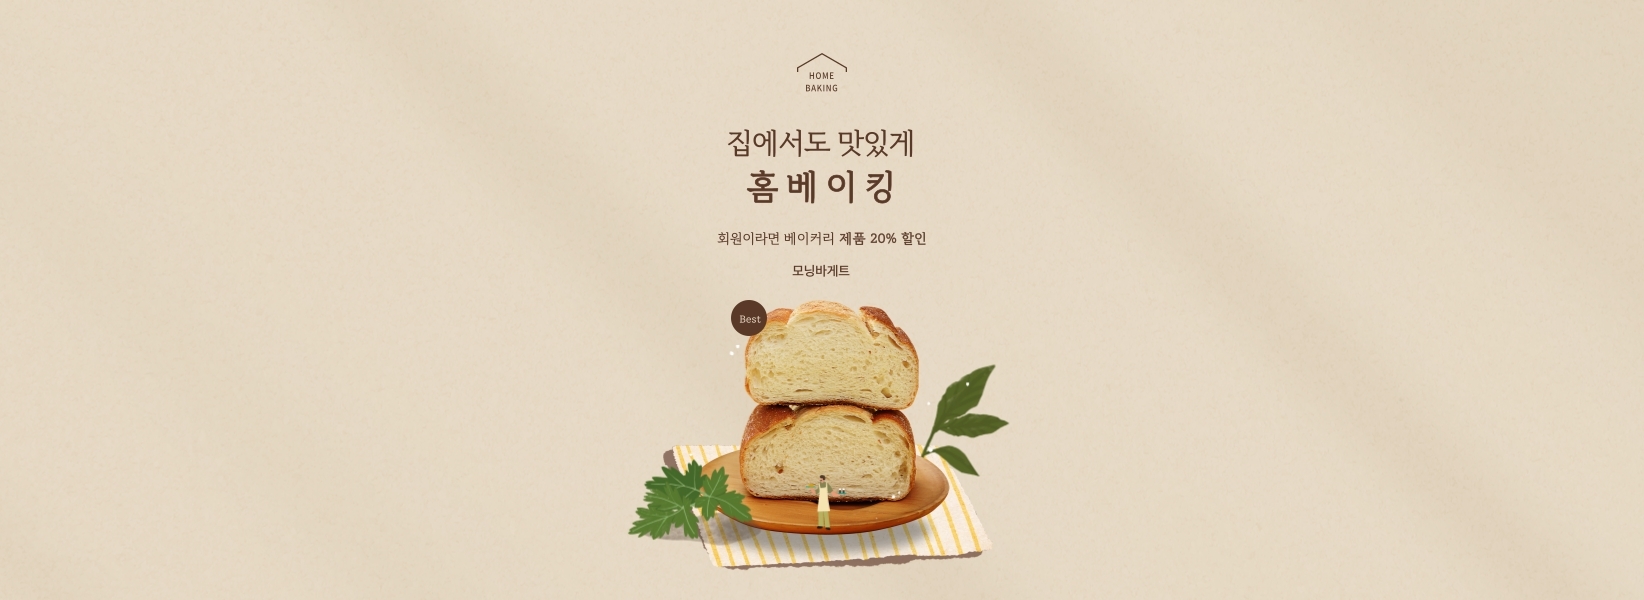 HOME
BAKING
집에서도 맛있게
홈베이킹
회원이라면 베이커리 제품 20% 할인
모닝바게트
Best